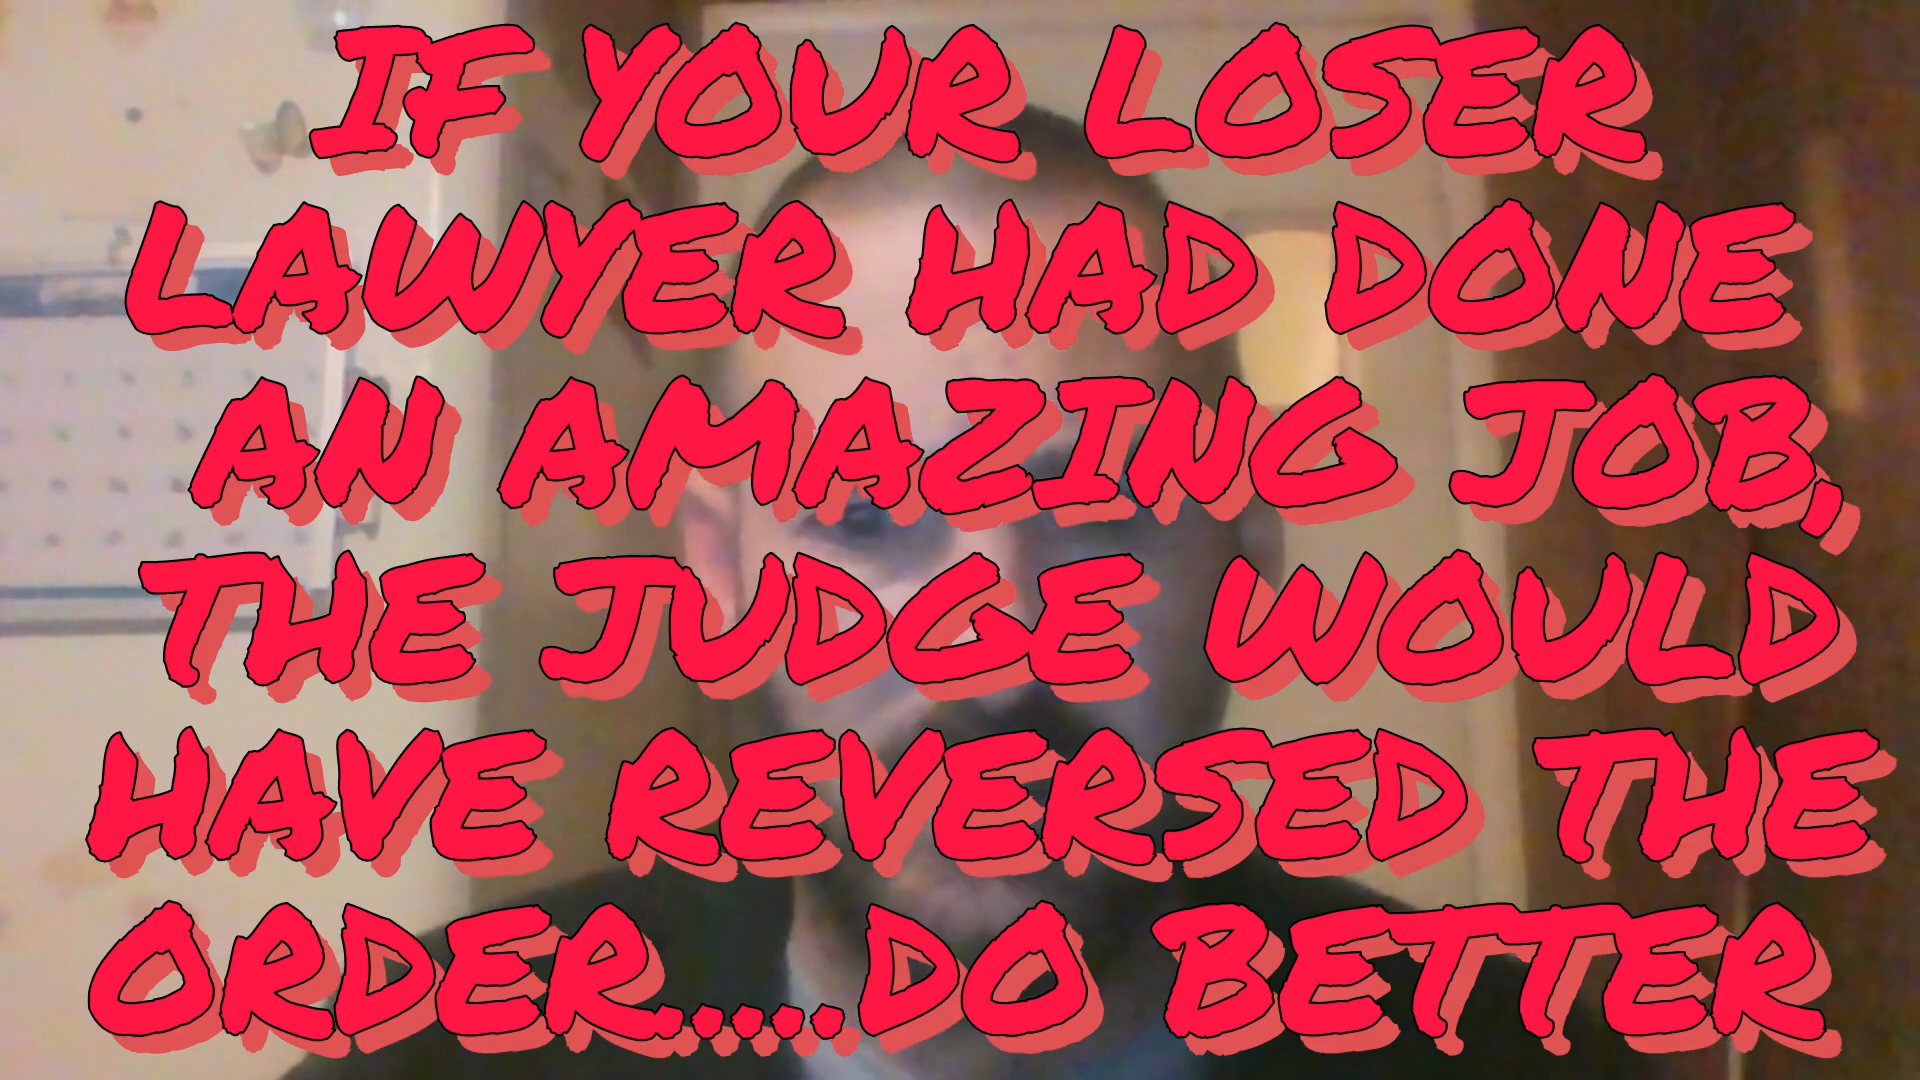 IF YOUR LOSER
LAWYER HAD DONE
AN AMAZING JOB,
THE JUDGE WOULD
HAVE REVERSED THE
ORDER.....DO BETTER